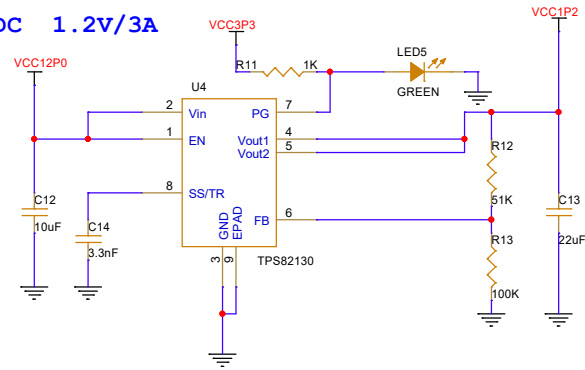 DC 1.2V/3A
VCC12P0
VCC3P3
VCC1P2
R11
1K
LED5
GREEN
U4
2
Vin
PG
7
1
EN
Vout1
4
Vout2
5
R12
51K
8
SS/TR
C12
10uF
C14
3.3nF
FB
6
GND
EPAD
3
9
TPS82130
R13
100K
C13
22uF